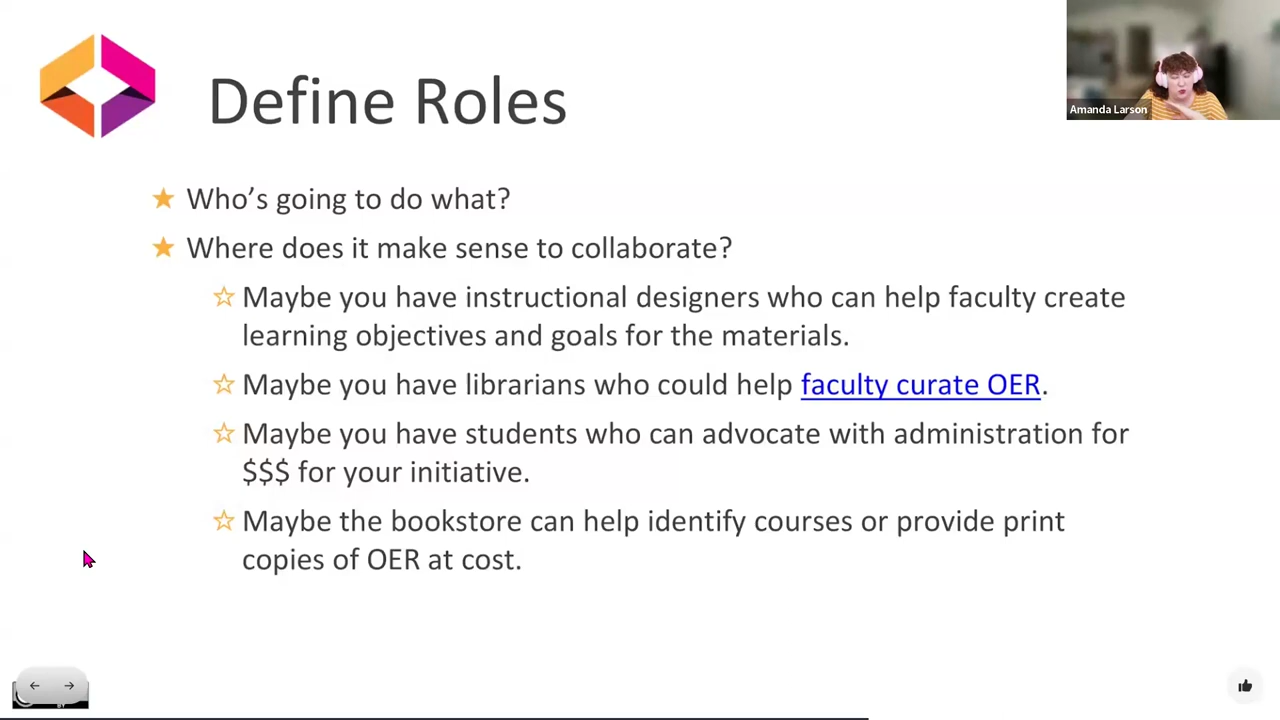 Define Roles
Amanda Larson
Who's going to do what?
Where does it make sense to collaborate?
Maybe you have instructional designers who can help faculty create
learning objectives and goals for the materials.
Maybe you have librarians who could help faculty curate OER.
Maybe you have students who can advocate with administration for
$$$ for your initiative.
Maybe the bookstore can help identify courses or provide print
copies of OER at cost.